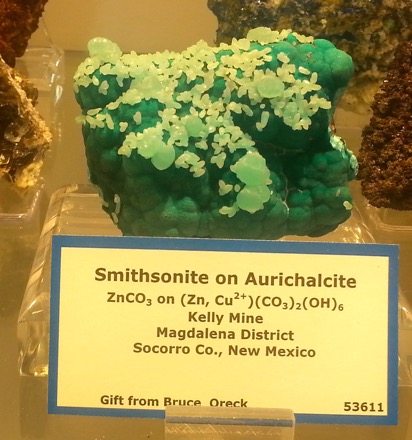 Smithsonite on Aurichalcite
ZnCO₃ on (Zn, Cu²⁺)(CO₃)₂(OH)₆
Kelly Mine
Magdalena District
Socorro Co., New Mexico
Gift from Bruce Oreck
53611